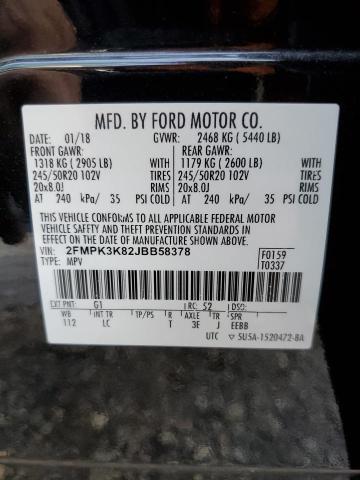 MFD. BY FORD MOTOR CO.
DATE: 01/18 GVWR: 2468 KG ( 5440 LB)
FRONT GAWR: REAR GAWR:
1318 KG ( 2905 LB) 1179 KG ( 2600 LB)
245/50R20 102V TIRES 245/50R20 102V TIRES
20x8.0J RIMS 20x8.0J RIMS
AT 240 kPa/ 35 PSI COLD AT 240 kPa/ 35 PSI COLD
THIS VEHICLE CONFORMS TO ALL APPLICABLE FEDERAL MOTOR
VEHICLE SAFETY AND THEFT PREVENTION STANDARDS IN EFFECT ON
THE DATE OF MANUFACTURE SHOWN ABOVE.
VIN: 2FMPK3K82JBB58378 F0159
TYPE: MPV T0337
EXT PNT: G1 RC: 52 DSO:
WB INT TR TP/PS R AXLE TR SPR
112 LC T 3E J EEBB
UTC 5U5A-1520472-BA